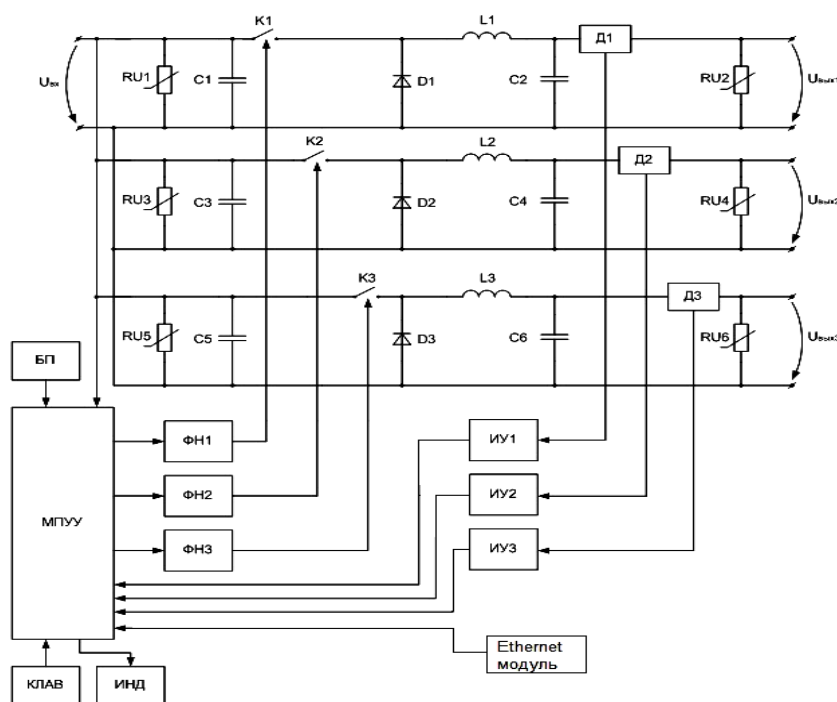 K1
L1
Д1
Uвх
RU1
C1
D1
C2
RU2
Uвых1
K2
L2
Д2
RU3
C3
D2
C4
RU4
Uвых2
K3
L3
Д3
RU5
C5
D3
C6
RU6
Uвых3
БП
ФН1
ИУ1
ФН2
ИУ2
МПУУ
ФН3
ИУ3
Ethernet
модуль
КЛАВ
ИНД